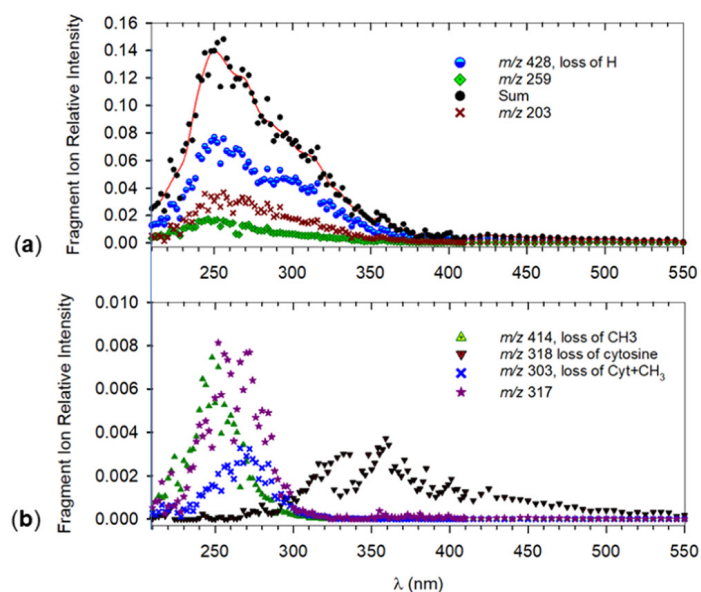 (a)
Fragment Ion Relative Intensity
0.16
0.14
0.12
0.10
0.08
0.06
0.04
0.02
0.00
m/z 428, loss of H
m/z 259
Sum
m/z 203
250 300 350 400 450 500 550
(b)
Fragment Ion Relative Intensity
0.010
0.008
0.006
0.004
0.002
0.000
m/z 414, loss of CH3
m/z 318 loss of cytosine
m/z 303, loss of Cyt+CH₃
m/z 317
250 300 350 400 450 500 550
λ (nm)